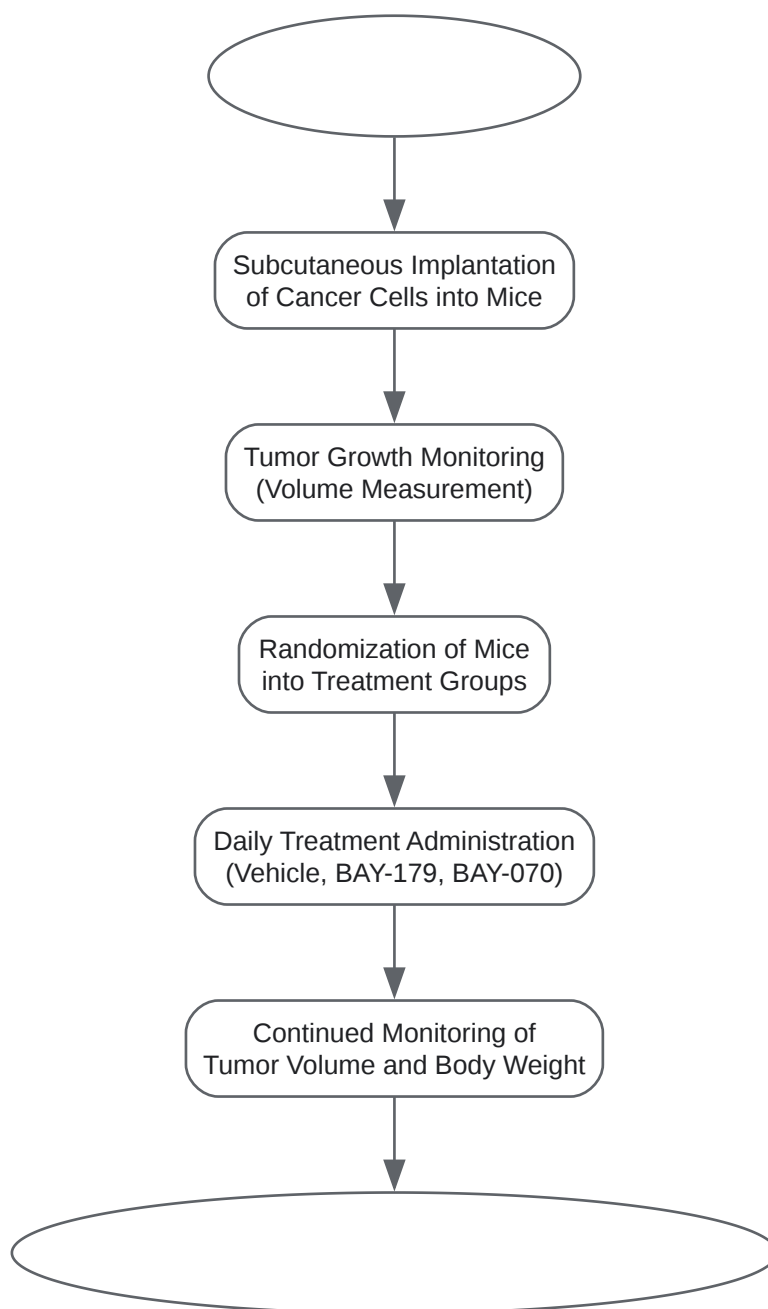 Subcutaneous Implantation
of Cancer Cells into Mice
Tumor Growth Monitoring
(Volume Measurement)
Randomization of Mice
into Treatment Groups
Daily Treatment Administration
(Vehicle, BAY-179, BAY-070)
Continued Monitoring of
Tumor Volume and Body Weight